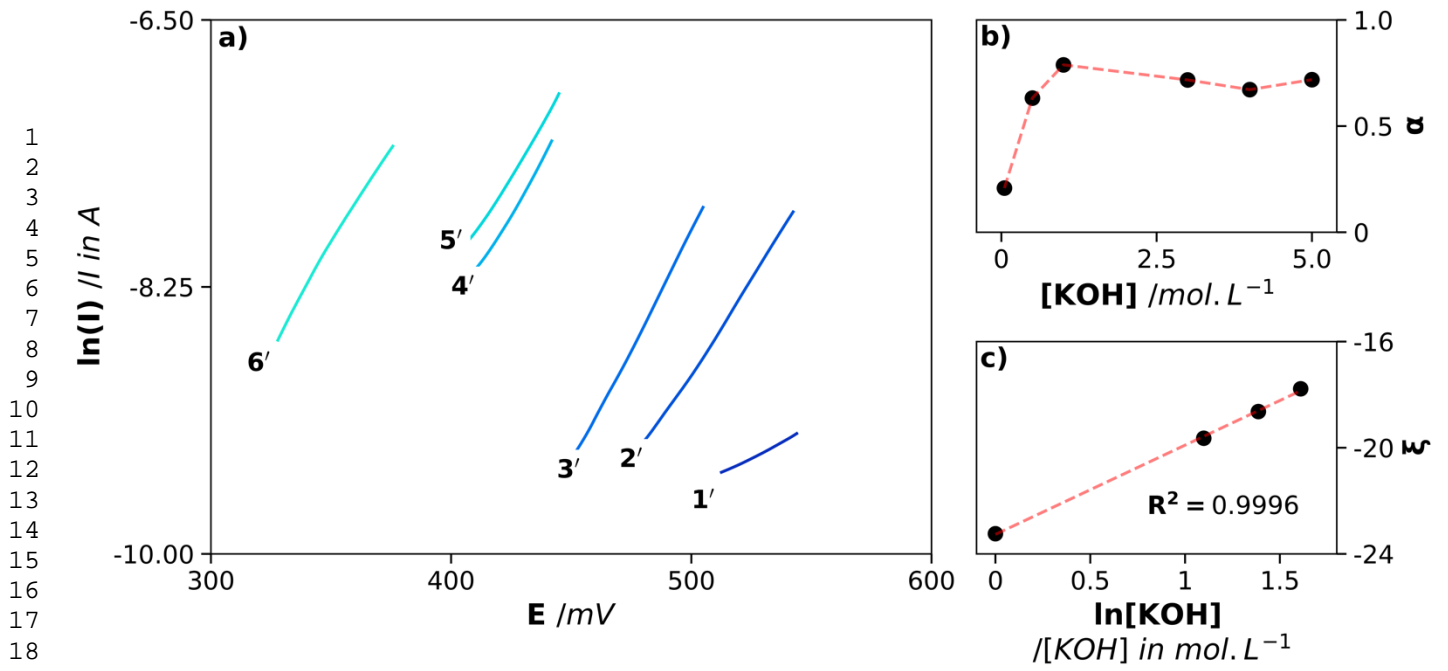 1
2
3
4
5
6
7
8
9
10
11
12
13
14
15
16
17
18
a)
-6.50
-8.25
-10.00
ln(I) /I in A
6′
5′
4′
3′
2′
1′
300 400 500 600
E /mV
b)
1.0
0.5
0
α
0 2.5 5.0
[KOH] /mol.L⁻¹
c)
-16
-20
-24
ξ
R² = 0.9996
0 0.5 1 1.5
ln[KOH]
/[KOH] in mol.L⁻¹